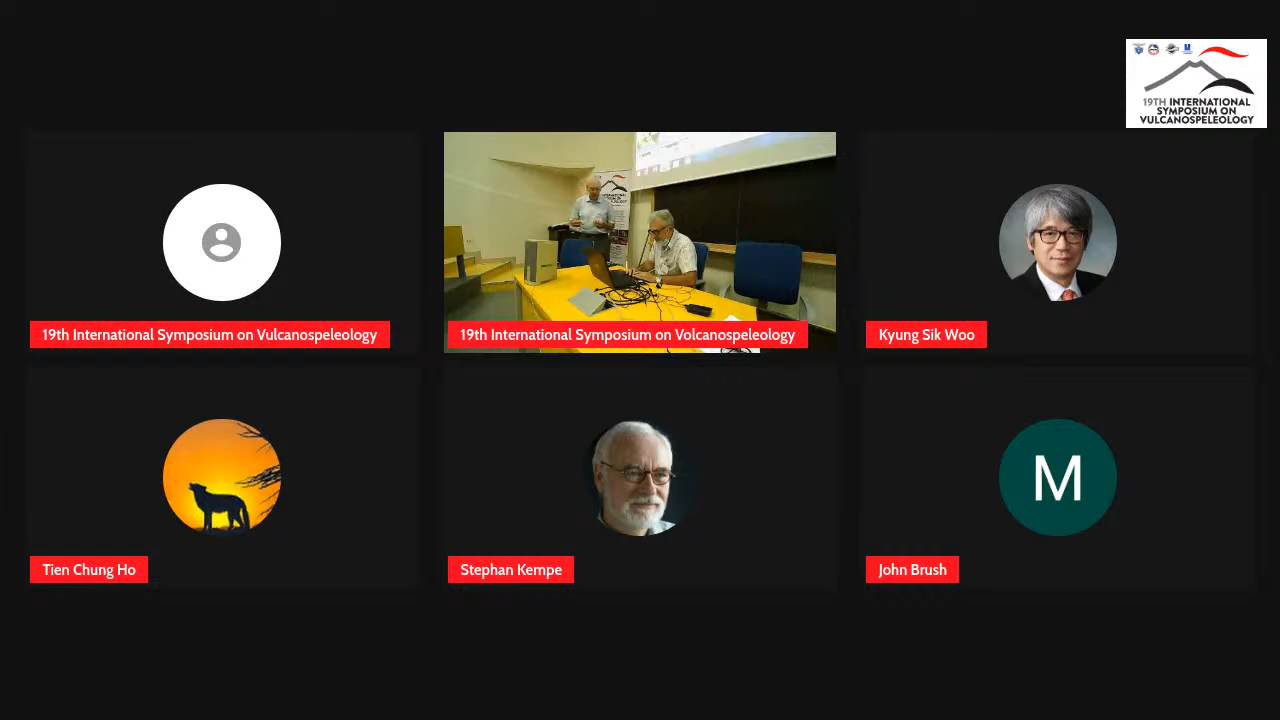 19TH INTERNATIONAL
SYMPOSIUM ON
VULCANOSPELEOLOGY
19th International Symposium on Vulcanospeleology
19th International Symposium on Volcanospeleology
Kyung Sik Woo
Tien Chung Ho
Stephan Kempe
M
John Brush